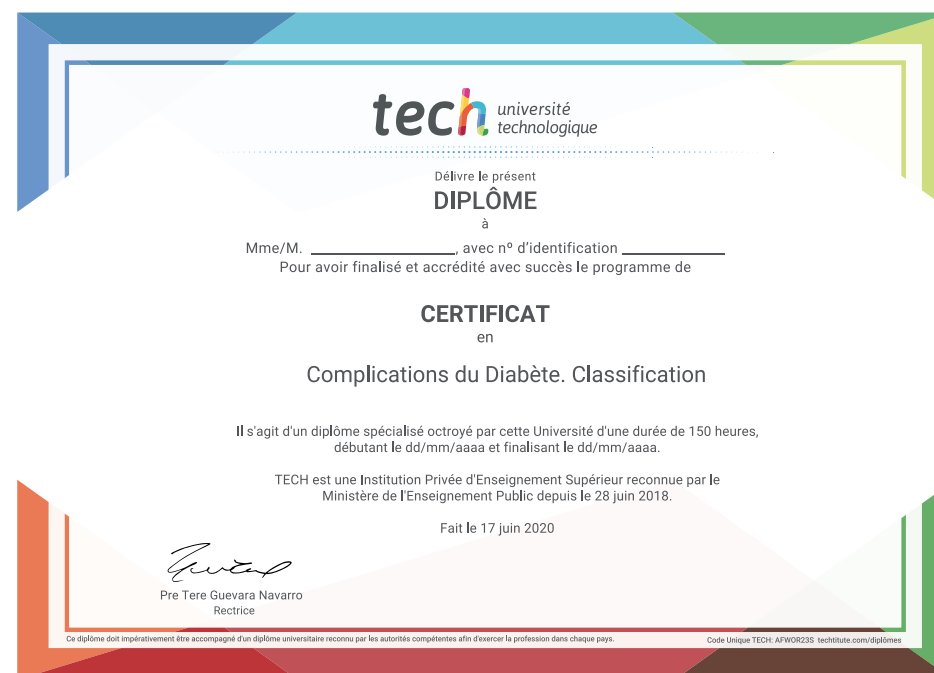 tech université
technologique
Délivre le présent
DIPLÔME
à
Mme/M. ____________________, avec nº d'identification ______________
Pour avoir finalisé et accrédité avec succès le programme de
CERTIFICAT
en
Complications du Diabète. Classification
Il s'agit d'un diplôme spécialisé octroyé par cette Université d'une durée de 150 heures,
débutant le dd/mm/aaaa et finalisant le dd/mm/aaaa.
TECH est une Institution Privée d'Enseignement Supérieur reconnue par le
Ministère de l'Enseignement Public depuis le 28 juin 2018.
Fait le 17 juin 2020
Pre Tere Guevara Navarro
Rectrice
Ce diplôme doit impérativement être accompagné d'un diplôme universitaire reconnu par les autorités compétentes afin d'exercer la profession dans chaque pays.
Code Unique TECH: AFWOR23S techtitute.com/diplômes